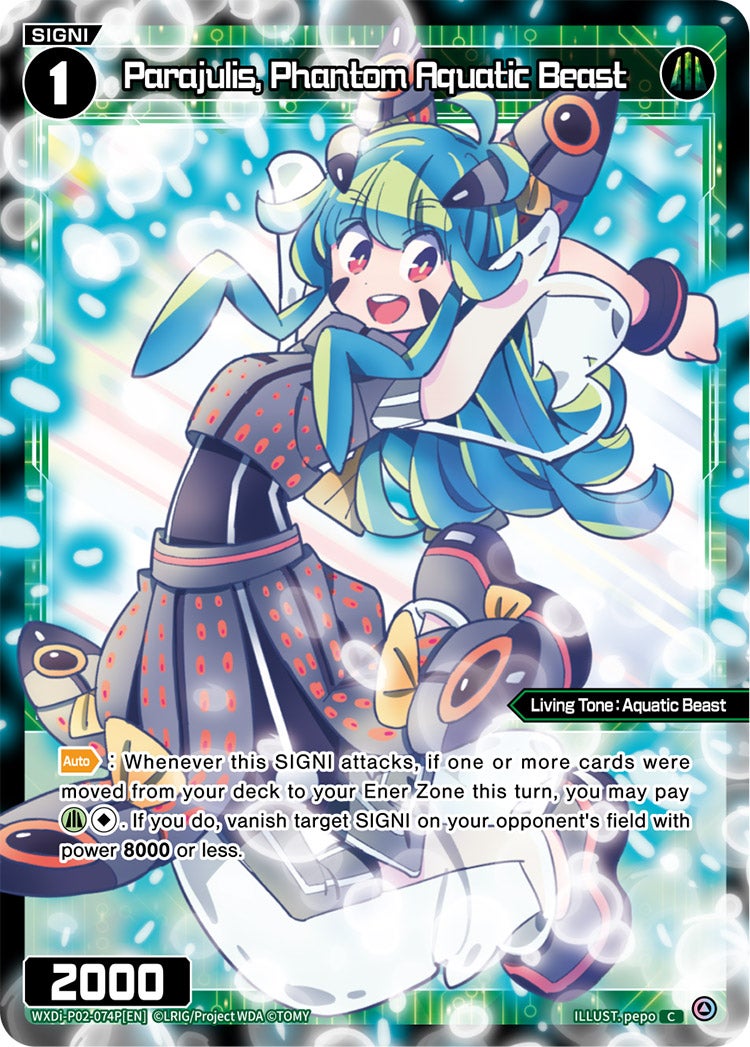 SIGNI
1
Parajulis, Phantom Aquatic Beast
Living Tone: Aquatic Beast
Auto : Whenever this SIGNI attacks, if one or more cards were
moved from your deck to your Ener Zone this turn, you may pay
. If you do, vanish target SIGNI on your opponent's field with
power 8000 or less.
2000
WXDi-P02-074P[EN] ©LRIG/Project WDA ©TOMY
ILLUST. pepo C